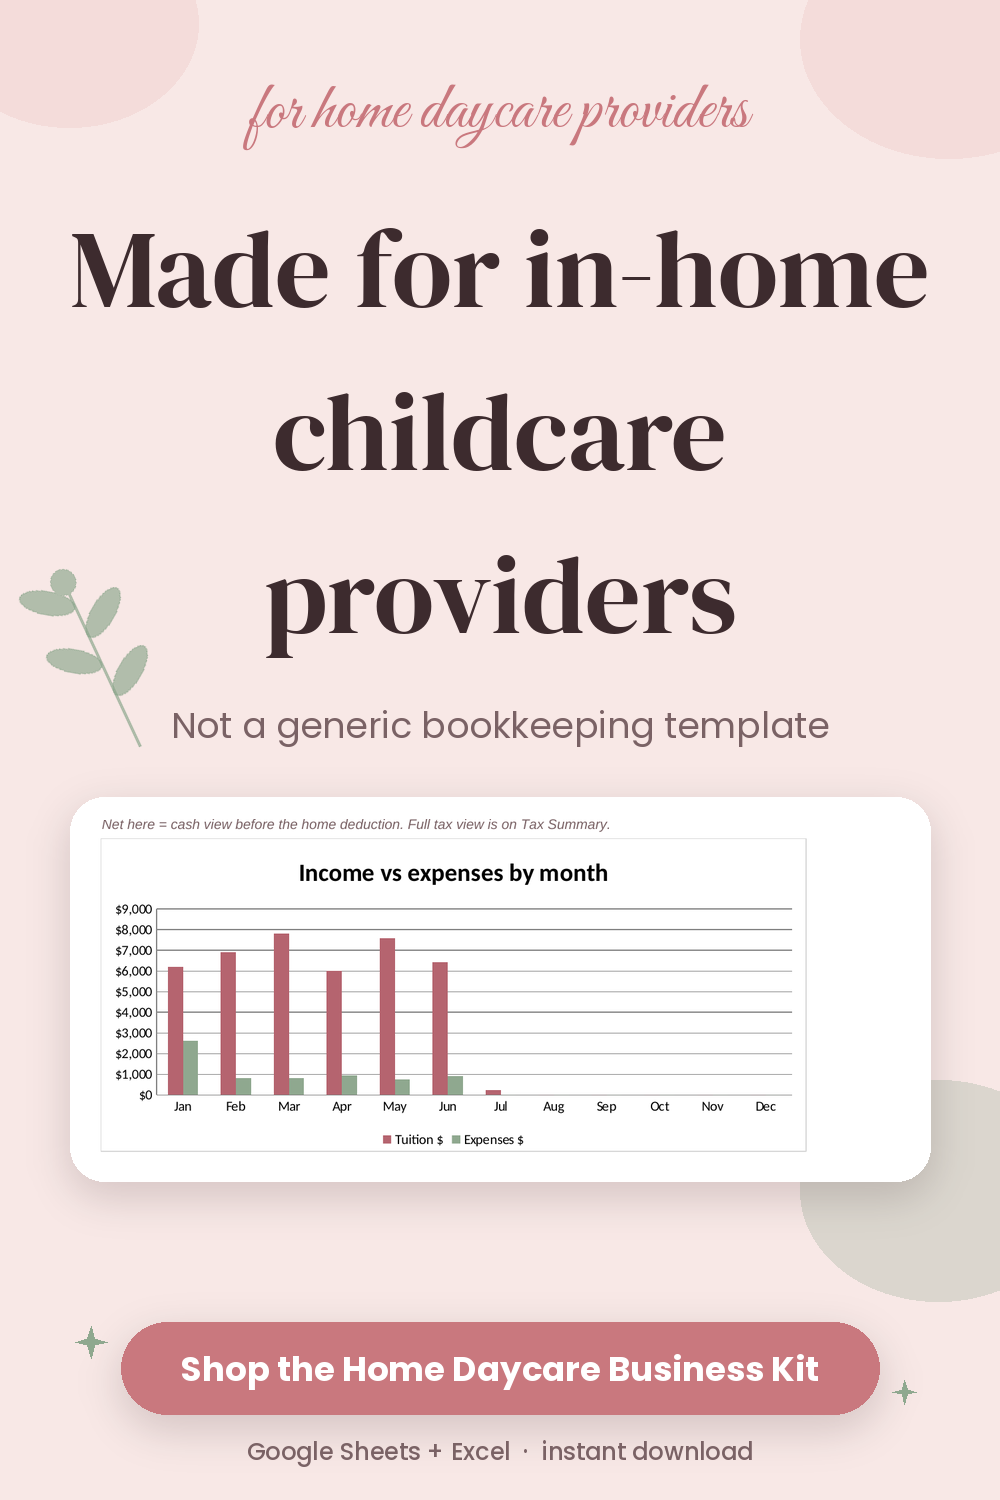 for home daycare providers
Made for in-home
childcare
providers
Not a generic bookkeeping template
Net here = cash view before the home deduction. Full tax view is on Tax Summary.
Income vs expenses by month
$9,000
$8,000
$7,000
$6,000
$5,000
$4,000
$3,000
$2,000
$1,000
$0
Jan Feb Mar Apr May Jun Jul Aug Sep Oct Nov Dec
Tuition $ Expenses $
Shop the Home Daycare Business Kit
Google Sheets + Excel · instant download